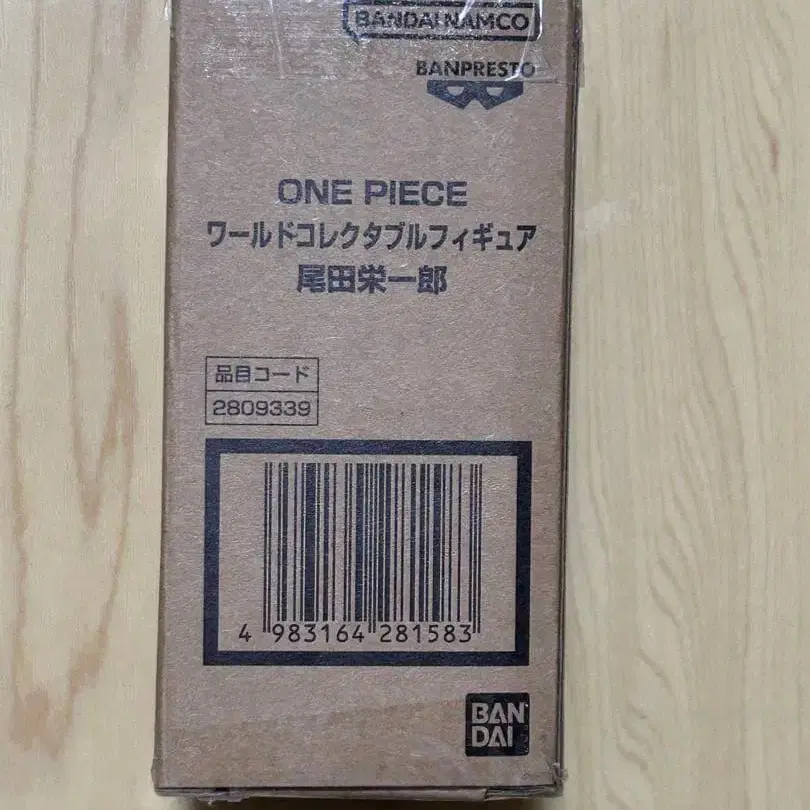 BANDAI NAMCO
BANPRESTO
ONE PIECE
ワールドコレクタブルフィギュア
尾田栄一郎
品目コード
2809339
4 983164 281583
BAN
DAI